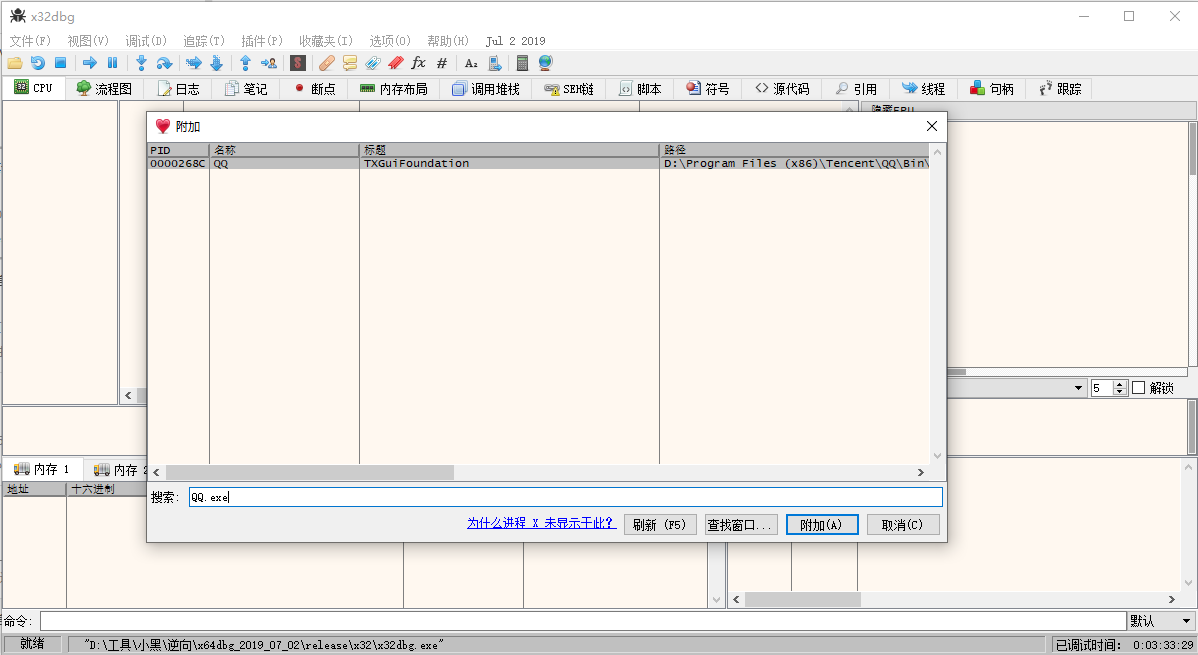 x32dbg
文件(F) 视图(V) 调试(D) 追踪(T) 插件(P) 收藏夹(I) 选项(O) 帮助(H) Jul 2 2019
CPU 流程图 日志 笔记 断点 内存布局 调用堆栈 SEH链 脚本 符号 源代码 引用 线程 句柄 跟踪
隐藏FPU
附加
PID 名称 标题 路径
0000268C QQ TXGuiFoundation D:\Program Files (x86)\Tencent\QQ\Bin\
5 解锁
内存 1 内存 2
地址 十六进制
搜索: QQ.exe
为什么进程 X 未显示于此? 刷新 (F5) 查找窗口... 附加(A) 取消(C)
命令: 默认
就绪 "D:\工具\小黑\逆向\x64dbg_2019_07_02\release\x32\x32dbg.exe" 已调试时间: 0:03:33:29